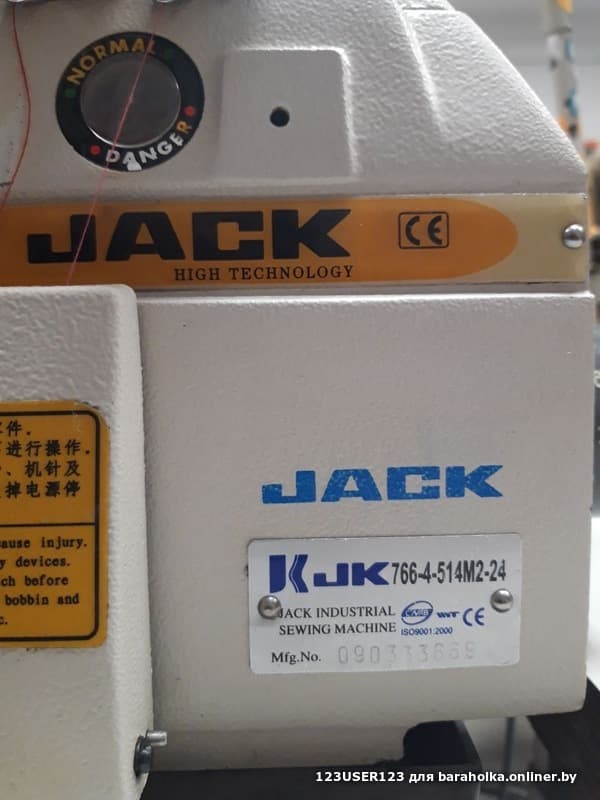 NORMAL
DANGER
JACK
CE
HIGH TECHNOLOGY
件。
进行操作。
、机针及
掉电源停
ause injury.
y devices.
ch before
bobbin and
c.
JACK
JK 766-4-514M2-24
JACK INDUSTRIAL
SEWING MACHINE
CE
ISO9001:2000
Mfg.No.
123USER123 для baraholka.onliner.by